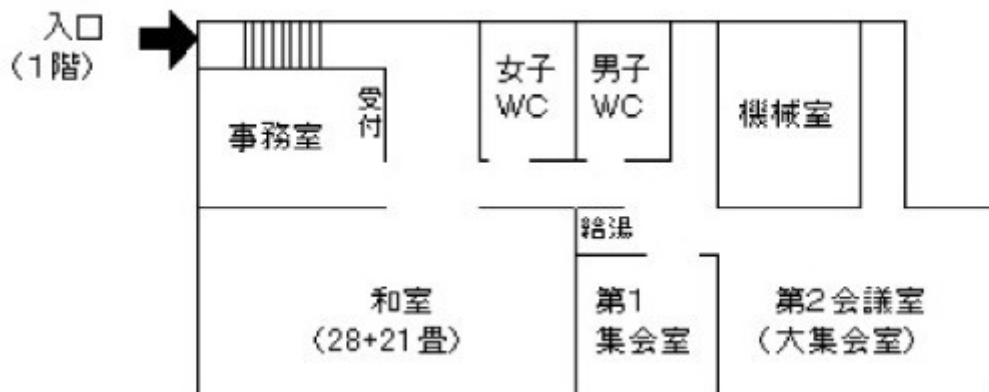 入口
（1階）
受付
事務室
女子
WC
男子
WC
機械室
給湯
和室
（28+21畳）
第1
集会室
第2会議室
（大集会室）